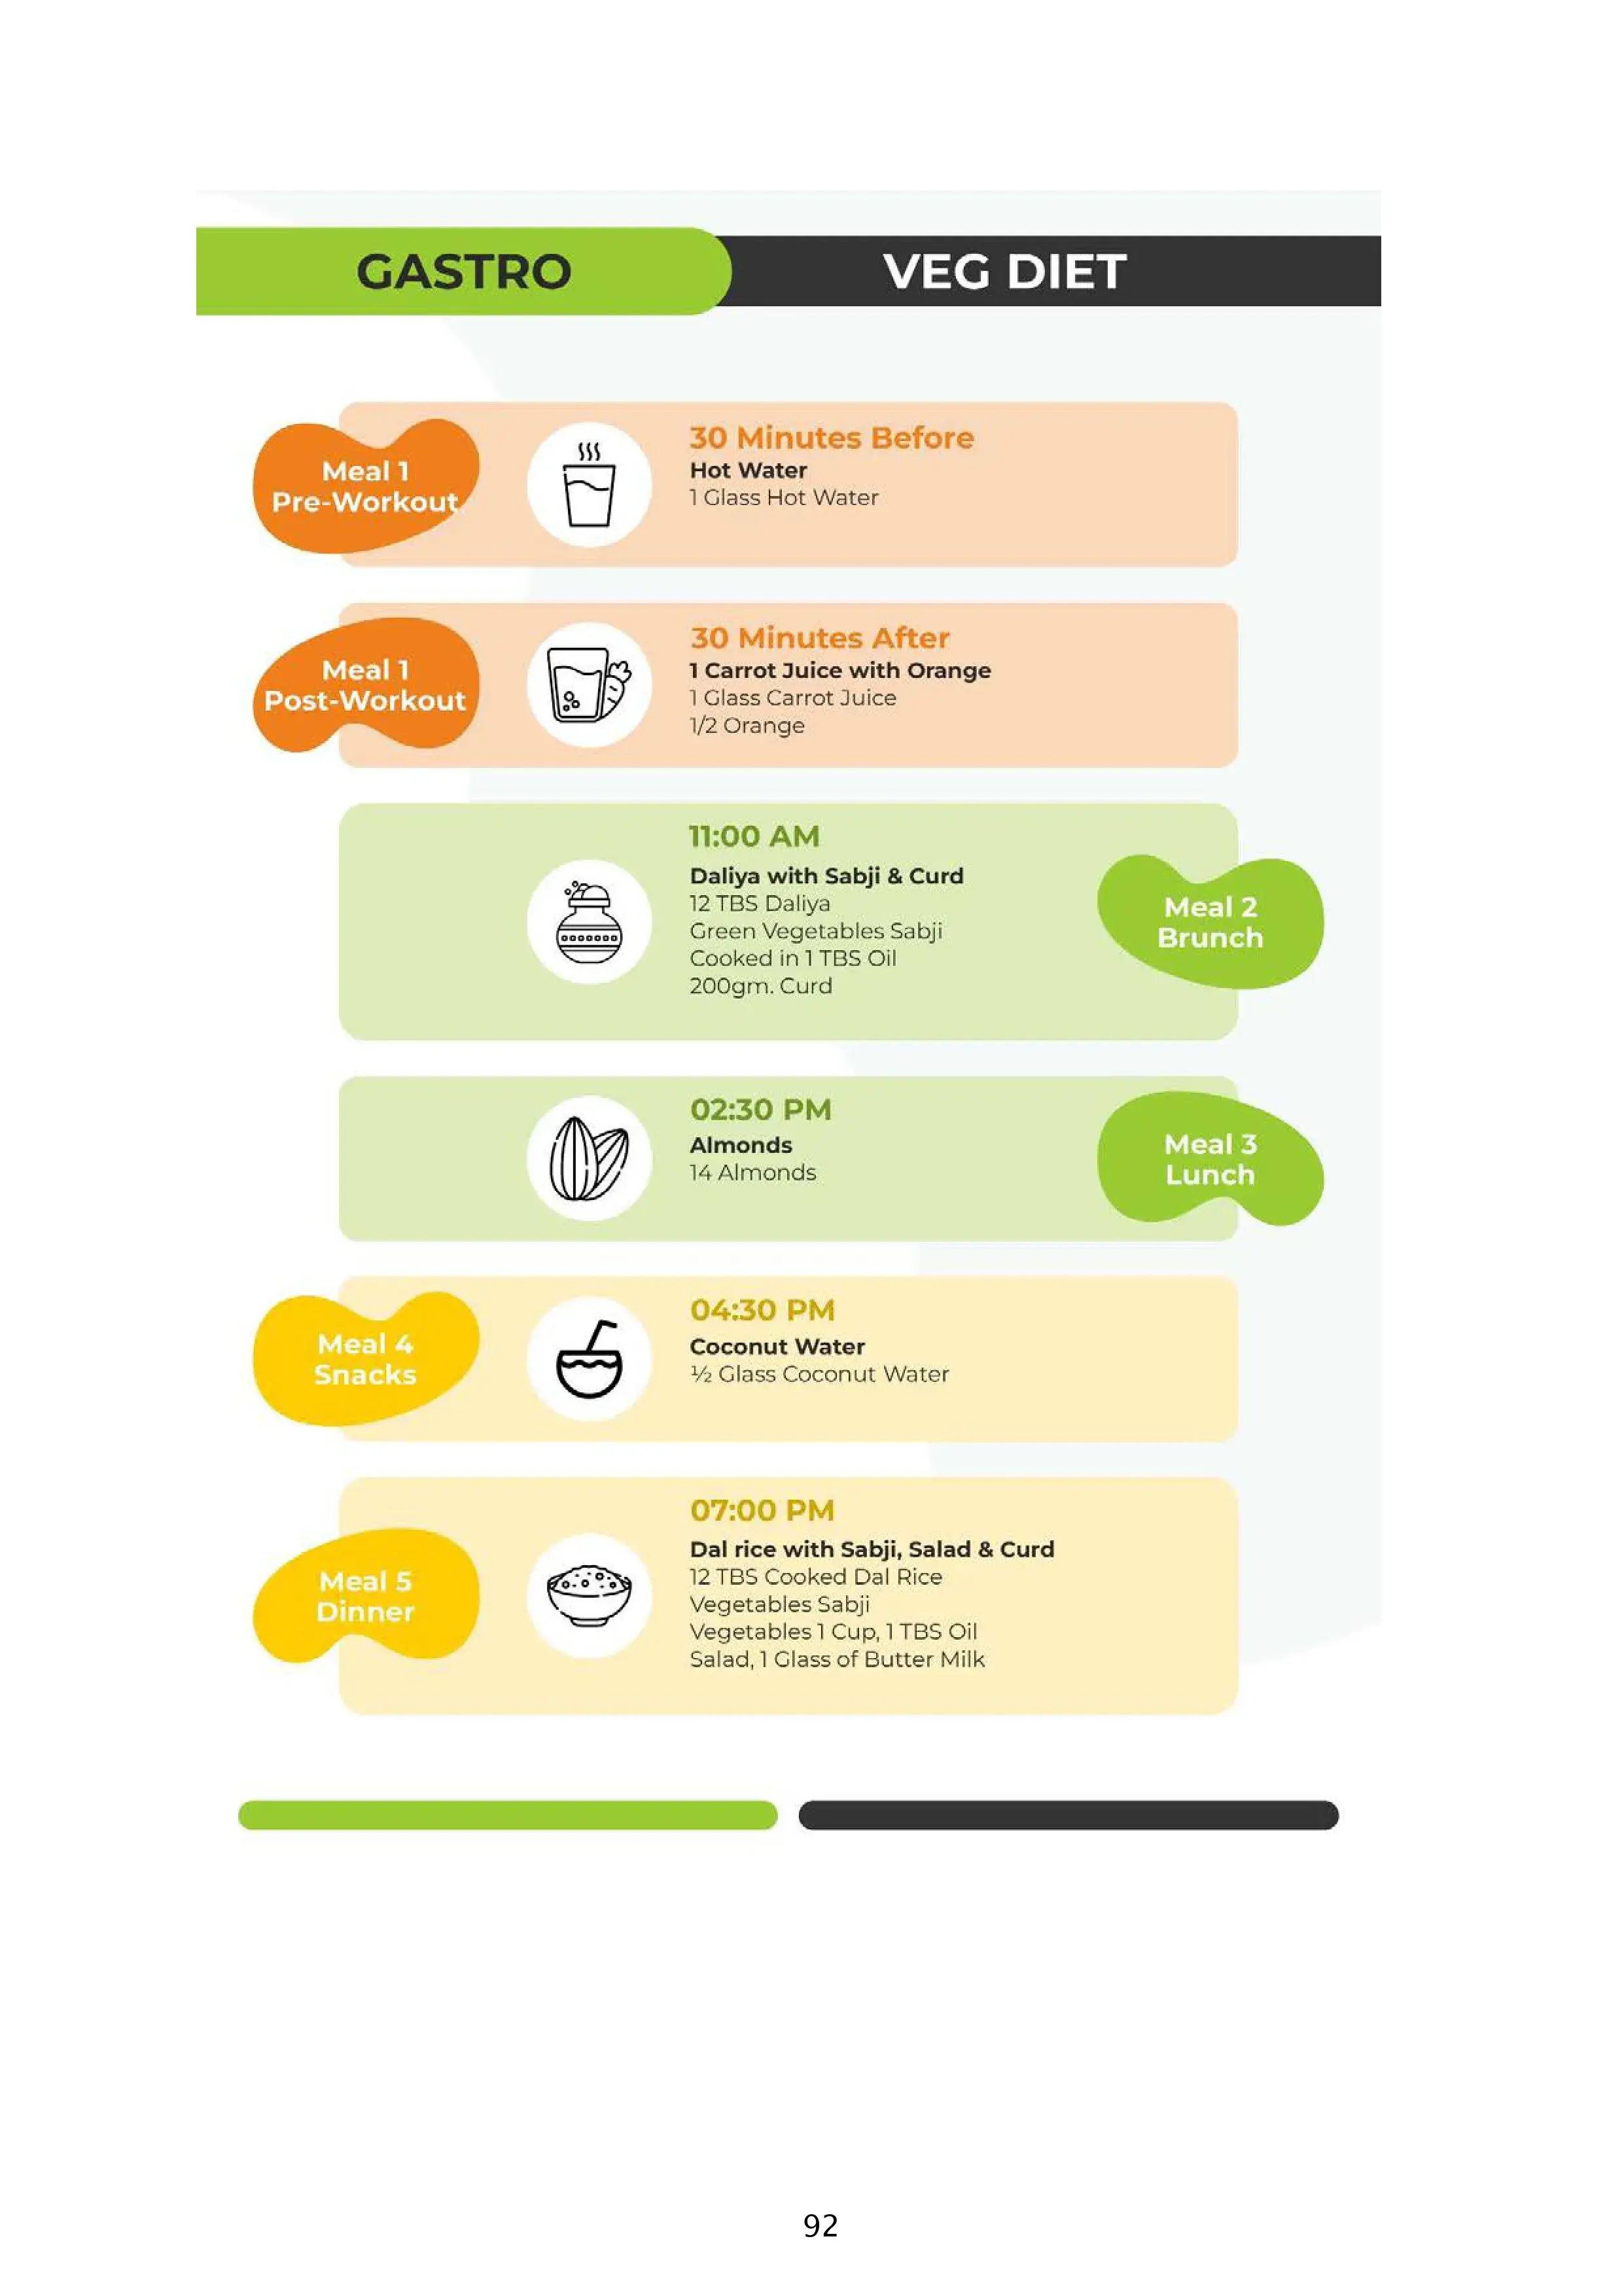 GASTRO
VEG DIET
Meal 1
Pre-Workout
30 Minutes Before
Hot Water
1 Glass Hot Water
Meal 1
Post-Workout
30 Minutes After
1 Carrot Juice with Orange
1 Glass Carrot Juice
1/2 Orange
11:00 AM
Daliya with Sabji & Curd
12 TBS Daliya
Green Vegetables Sabji
Cooked in 1 TBS Oil
200gm. Curd
Meal 2
Brunch
02:30 PM
Almonds
14 Almonds
Meal 3
Lunch
Meal 4
Snacks
04:30 PM
Coconut Water
½ Glass Coconut Water
Meal 5
Dinner
07:00 PM
Dal rice with Sabji, Salad & Curd
12 TBS Cooked Dal Rice
Vegetables Sabji
Vegetables 1 Cup, 1 TBS Oil
Salad, 1 Glass of Butter Milk
92